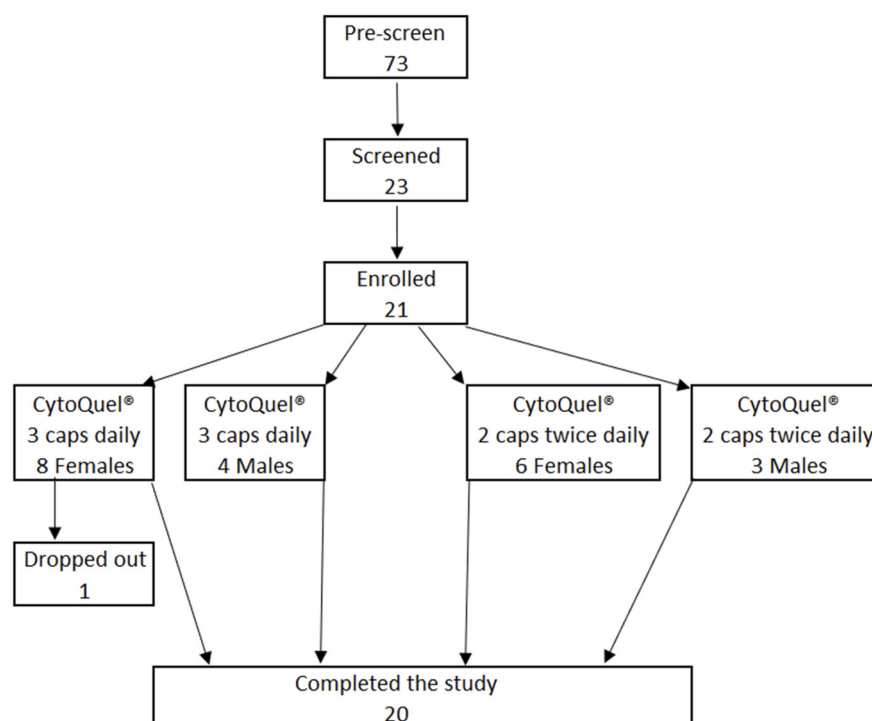 Pre-screen
73
Screened
23
Enrolled
21
CytoQuel®
3 caps daily
8 Females
CytoQuel®
3 caps daily
4 Males
CytoQuel®
2 caps twice daily
6 Females
CytoQuel®
2 caps twice daily
3 Males
Dropped out
1
Completed the study
20